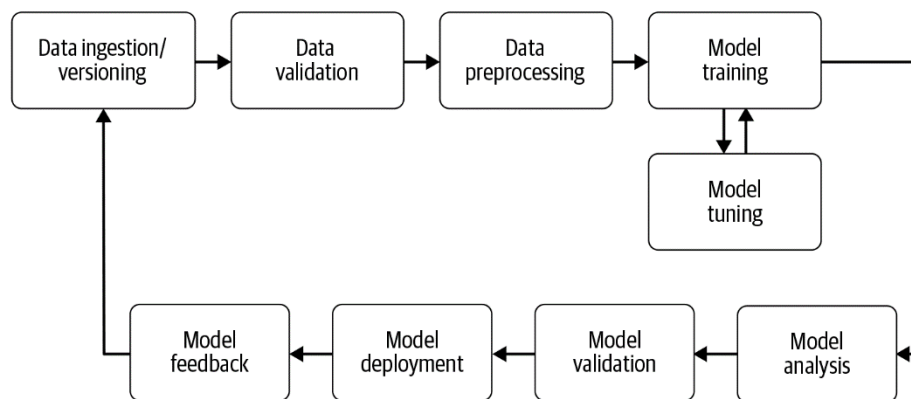 Data ingestion/
versioning
Data
validation
Data
preprocessing
Model
training
Model
tuning
Model
feedback
Model
deployment
Model
validation
Model
analysis